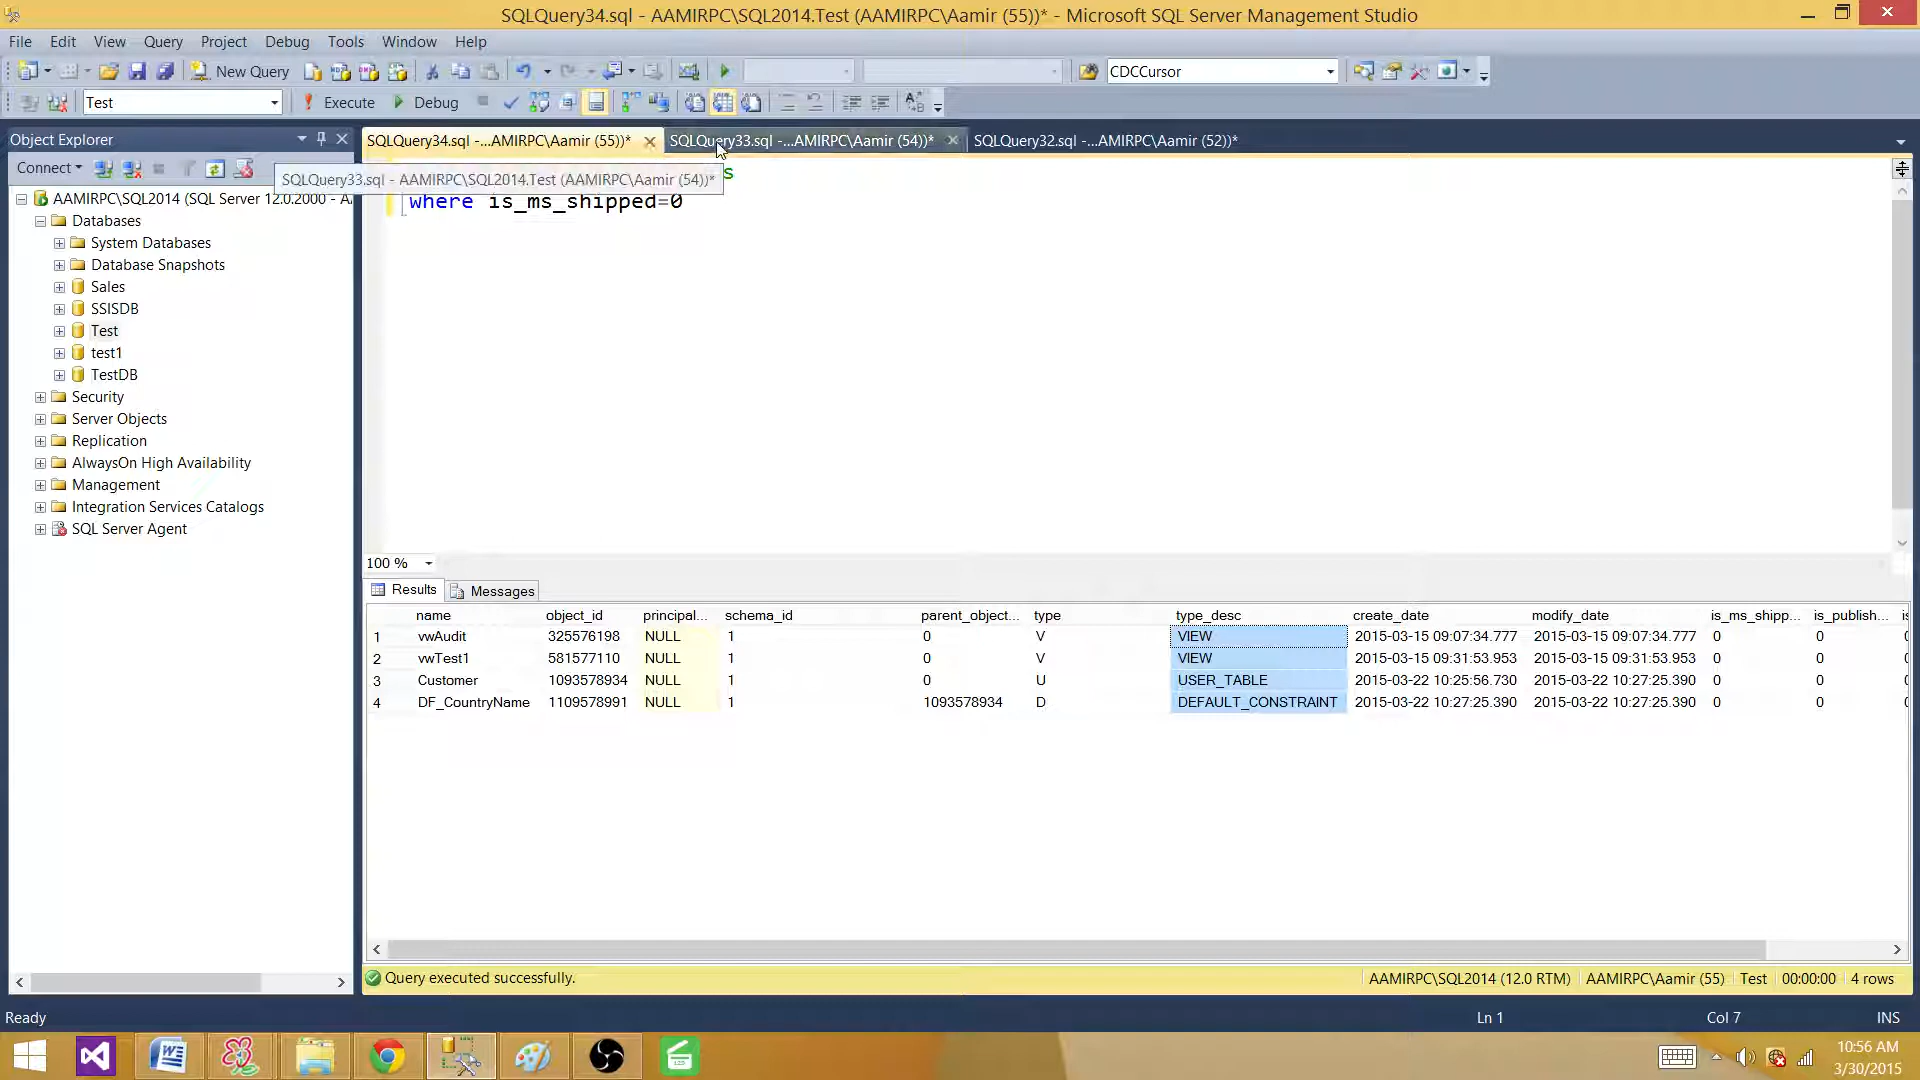 SQLQuery34.sql - AAMIRPC\SQL2014.Test (AAMIRPC\Aamir (55))* - Microsoft SQL Server Management Studio
File Edit View Query Project Debug Tools Window Help
New Query CDCCursor
Test Execute Debug
Object Explorer
SQLQuery34.sql -...AMIRPC\Aamir (55))* SQLQuery33.sql -...AMIRPC\Aamir (54))* SQLQuery32.sql -...AMIRPC\Aamir (52))*
Connect
SQLQuery33.sql - AAMIRPC\SQL2014.Test (AAMIRPC\Aamir (54))* s
where is_ms_shipped=0
AAMIRPC\SQL2014 (SQL Server 12.0.2000 - A
Databases
System Databases
Database Snapshots
Sales
SSISDB
Test
test1
TestDB
Security
Server Objects
Replication
AlwaysOn High Availability
Management
Integration Services Catalogs
SQL Server Agent
100 %
Results Messages
name object_id principal... schema_id parent_object... type type_desc create_date modify_date is_ms_shipp... is_publish...
1 vwAudit 325576198 NULL 1 0 V VIEW 2015-03-15 09:07:34.777 2015-03-15 09:07:34.777 0 0
2 vwTest1 581577110 NULL 1 0 V VIEW 2015-03-15 09:31:53.953 2015-03-15 09:31:53.953 0 0
3 Customer 1093578934 NULL 1 0 U USER_TABLE 2015-03-22 10:25:56.730 2015-03-22 10:27:25.390 0 0
4 DF_CountryName 1109578991 NULL 1 1093578934 D DEFAULT_CONSTRAINT 2015-03-22 10:27:25.390 2015-03-22 10:27:25.390 0 0
Query executed successfully. AAMIRPC\SQL2014 (12.0 RTM) AAMIRPC\Aamir (55) Test 00:00:00 4 rows
Ready Ln 1 Col 7 INS
10:56 AM
3/30/2015